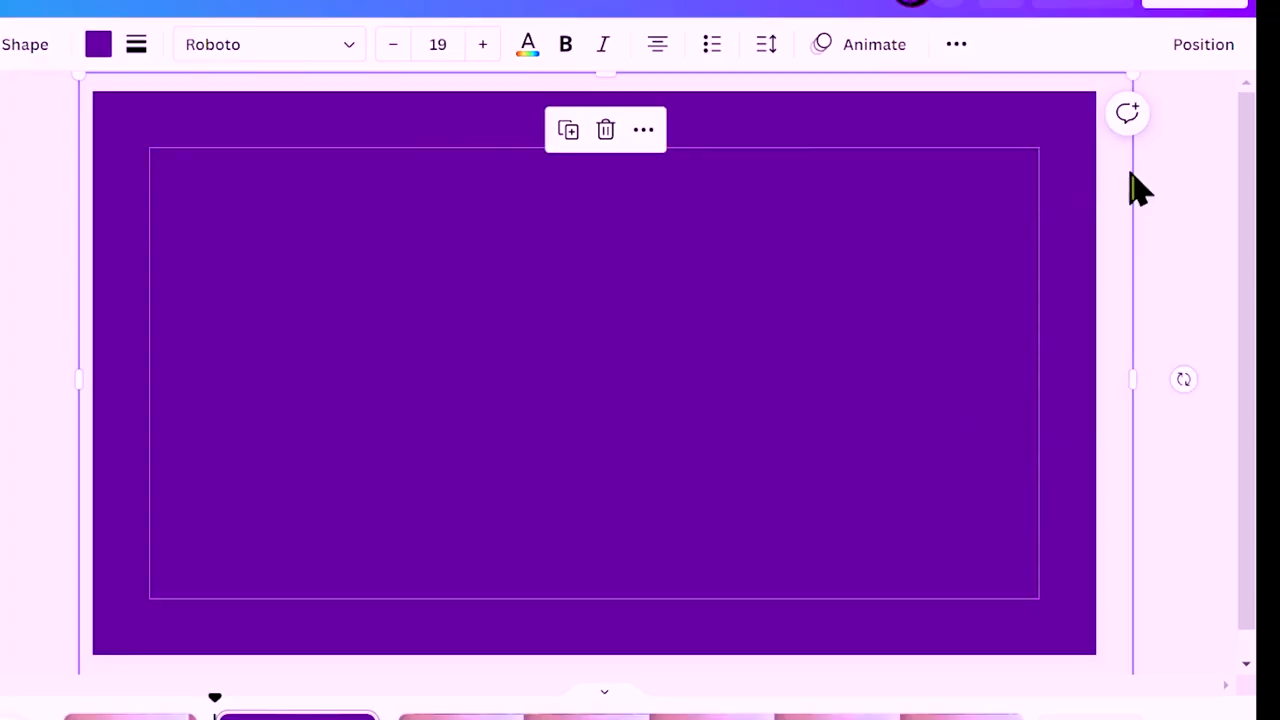 Shape Roboto − 19 + A B I Animate Position